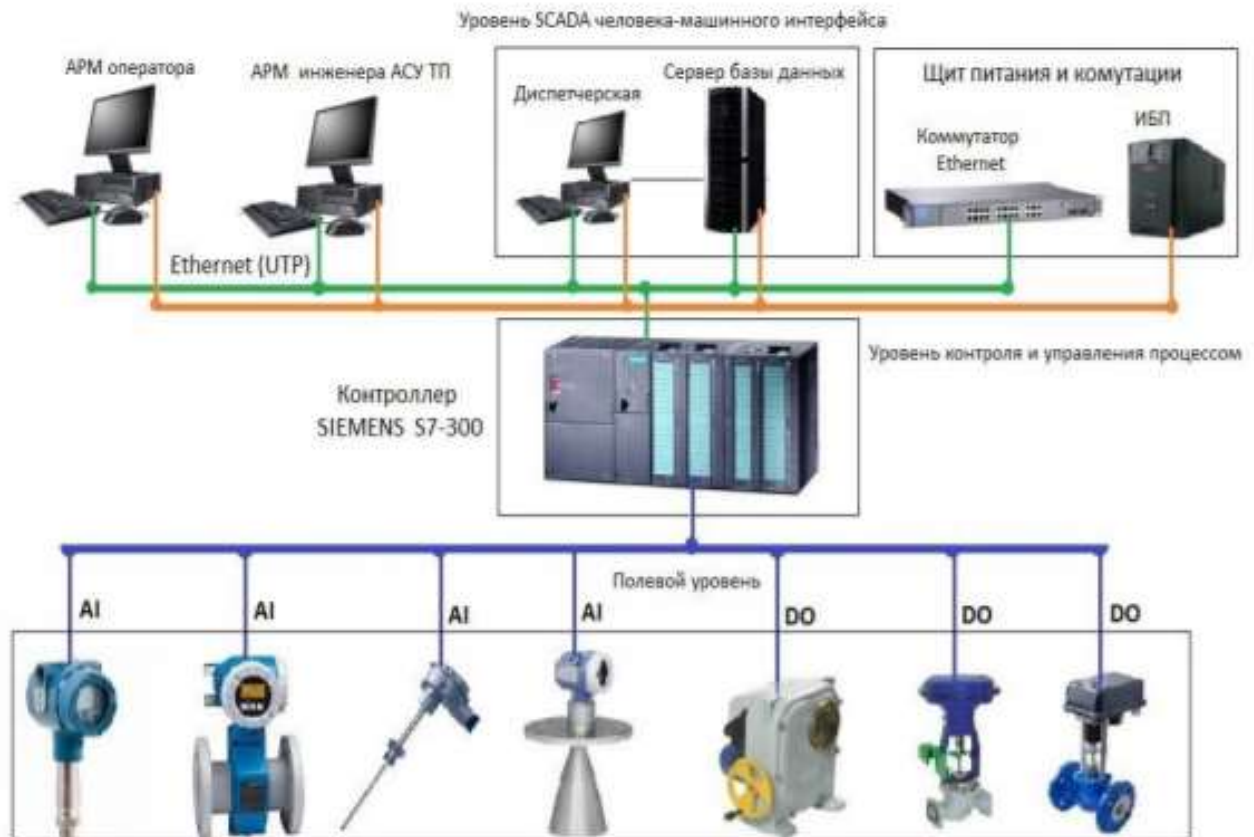 Уровень SCADA человека-машинного интерфейса
АРМ оператора
АРМ инженера АСУ ТП
Диспетчерская
Сервер базы данных
Щит питания и комутации
Коммутатор
Ethernet
ИБП
Ethernet (UTP)
Уровень контроля и управления процессом
Контроллер
SIEMENS S7-300
Полевой уровень
AI
AI
AI
AI
DO
DO
DO